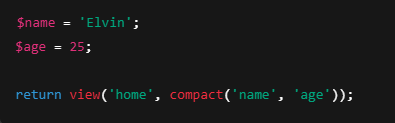 $name = 'Elvin';
$age = 25;
return view('home', compact('name', 'age'));